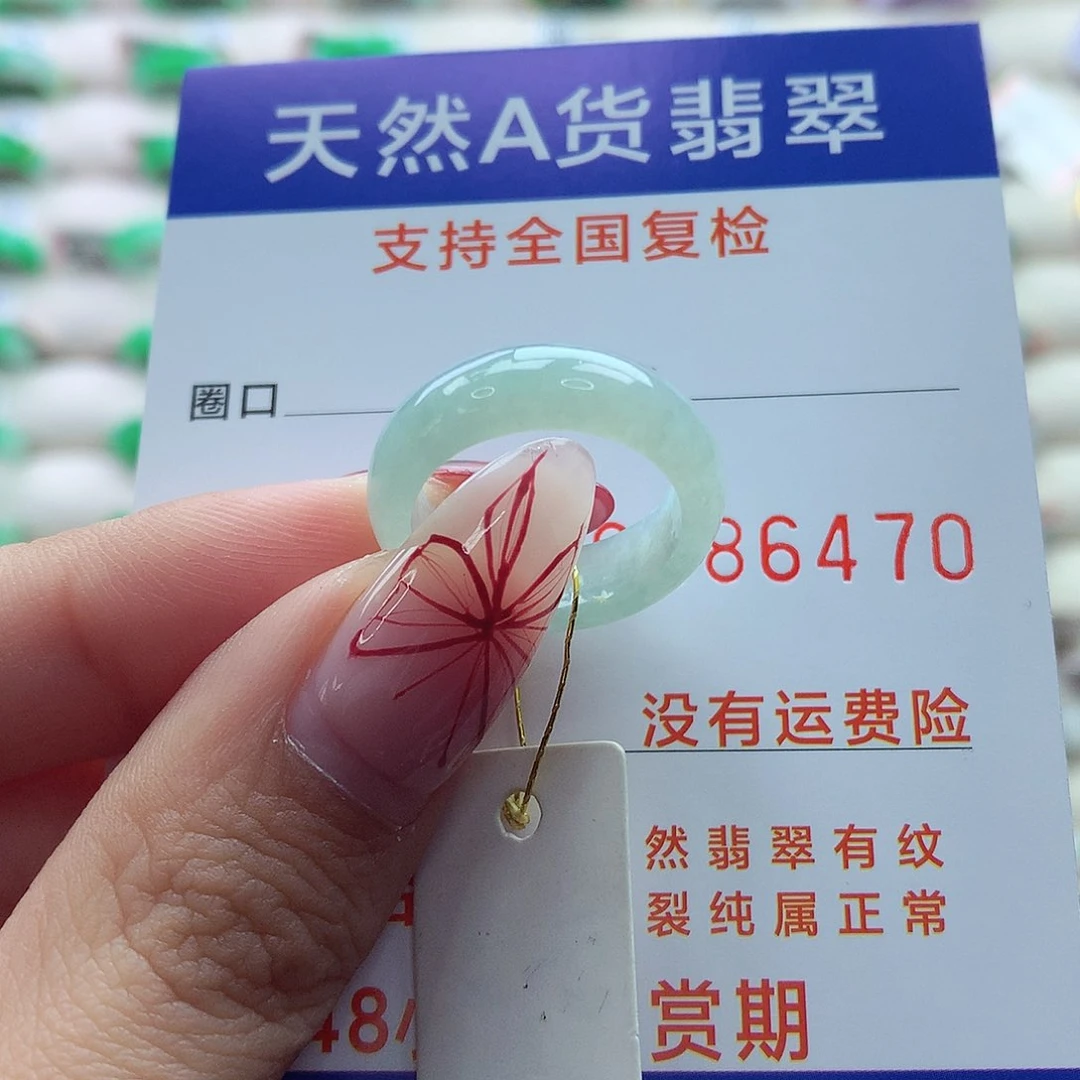 天然A货翡翠
支持全国复检
圈口
86470
没有运费险
然翡翠有纹
裂纯属正常
48/
赏期